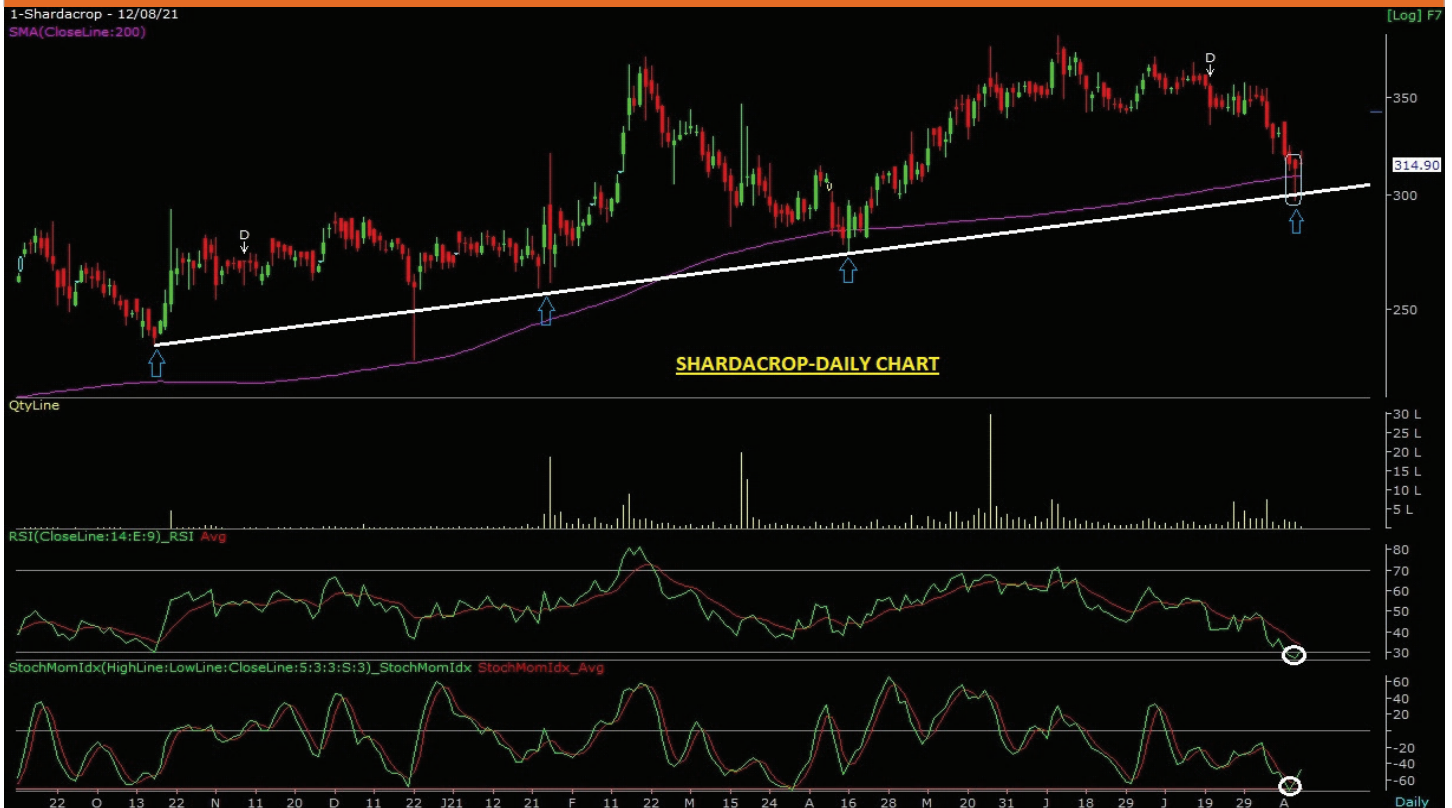 1-Shardacrop - 12/08/21
[Log] F7
SMA(CloseLine:200)
D
D
350
314.90
300
250
SHARDACROP-DAILY CHART
QtyLine
30 L
25 L
20 L
15 L
10 L
5 L
RSI(CloseLine:14:E:9)_RSI Avg
80
70
60
50
40
30
StochMomIdx(HighLine:LowLine:CloseLine:5:3:3:S:3)_StochMomIdx StochMomIdx_Avg
60
40
20
-20
-40
-60
22 O 13 22 N 11 20 D 11 22 J21 12 21 F 11 22 M 15 24 A 16 28 M 20 31 J 18 29 J 19 29 A Daily